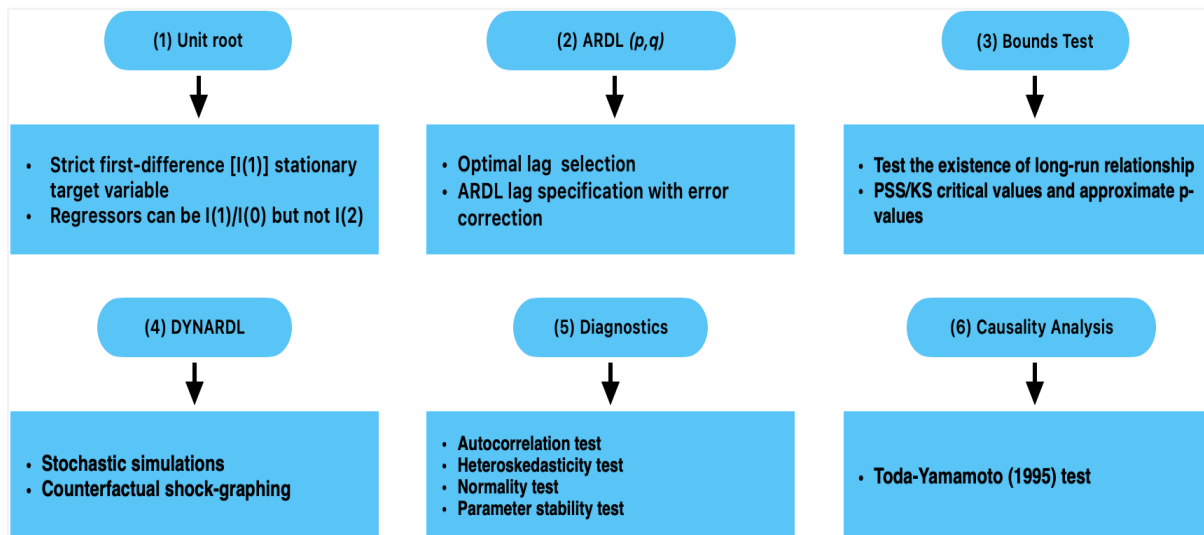 (1) Unit root
(2) ARDL (p,q)
(3) Bounds Test
• Strict first-difference [I(1)] stationary
target variable
• Regressors can be I(1)/I(0) but not I(2)
• Optimal lag selection
• ARDL lag specification with error
correction
• Test the existence of long-run relationship
• PSS/KS critical values and approximate p-
values
(4) DYNARDL
(5) Diagnostics
(6) Causality Analysis
• Stochastic simulations
• Counterfactual shock-graphing
• Autocorrelation test
• Heteroskedasticity test
• Normality test
• Parameter stability test
• Toda-Yamamoto (1995) test